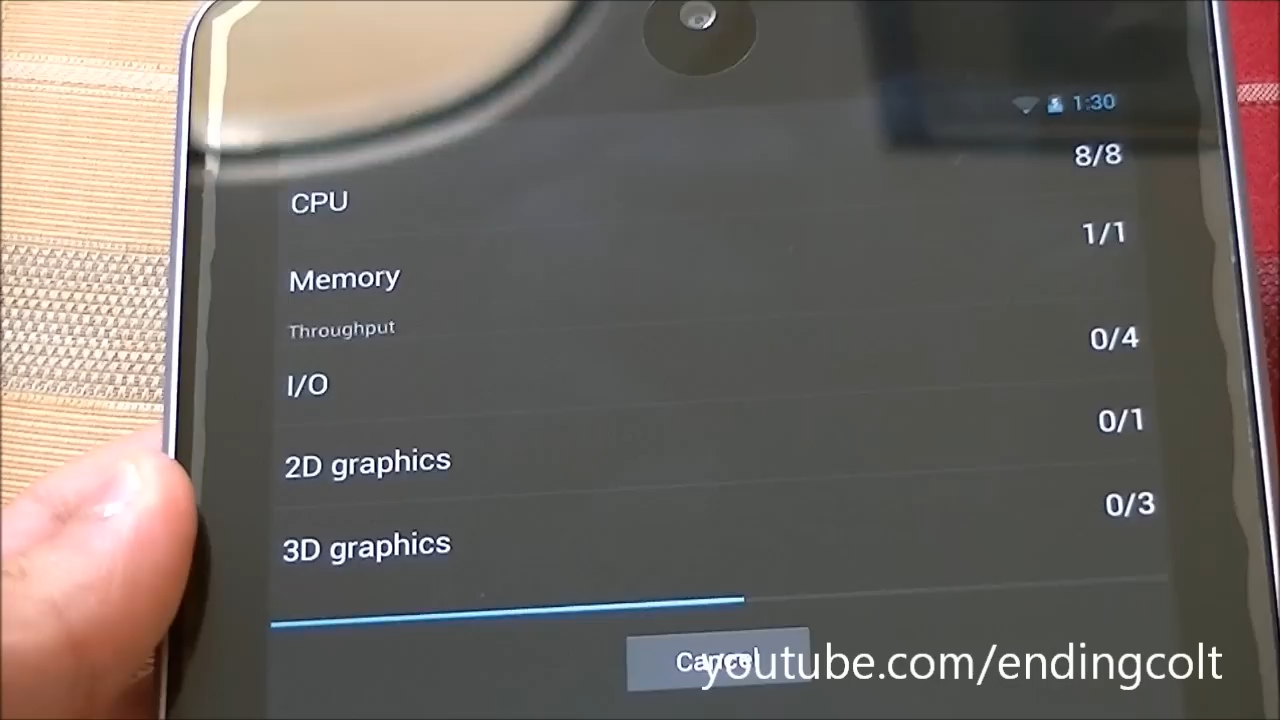 1:30
8/8
CPU
1/1
Memory
Throughput
0/4
I/O
0/1
2D graphics
0/3
3D graphics
Cancel
youtube.com/endingcolt